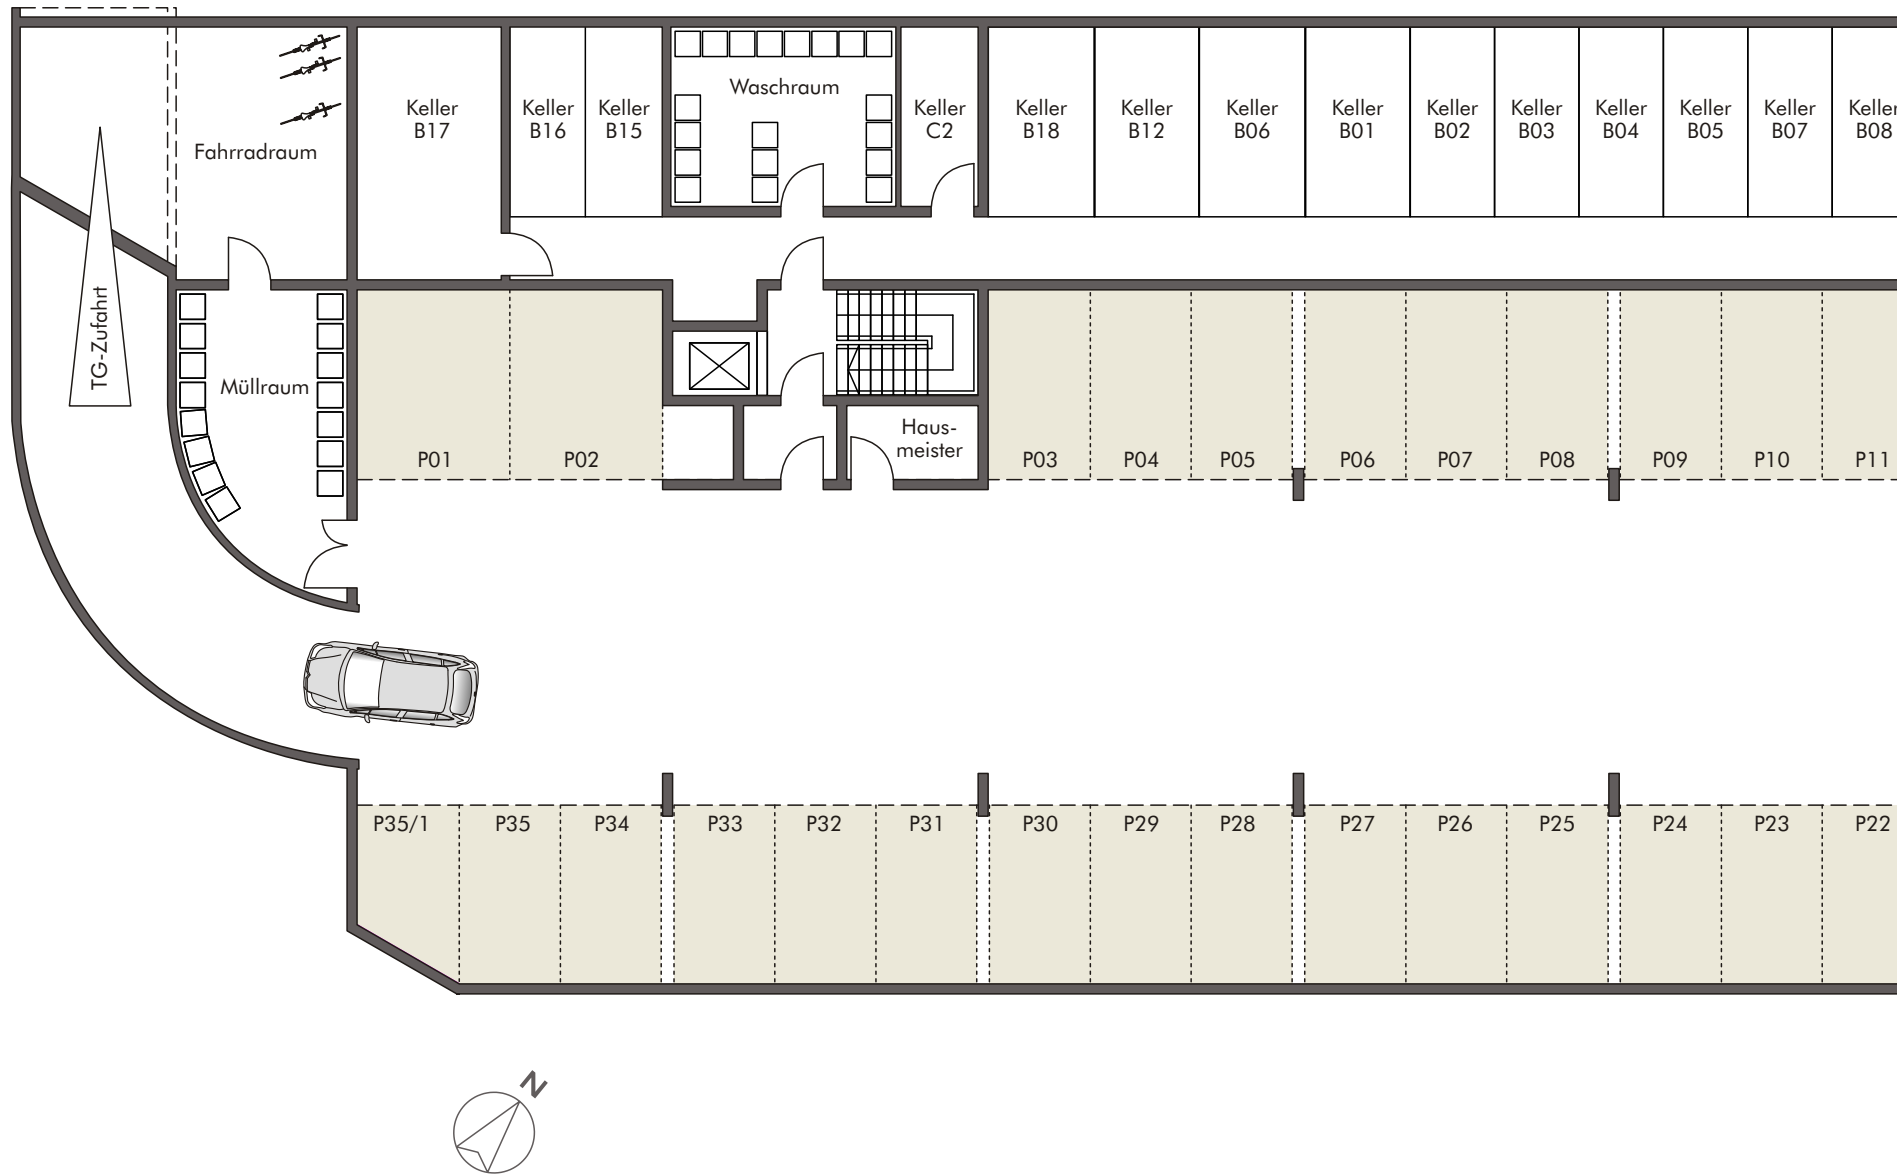 Keller
B17
Keller
B16
Keller
B15
Waschraum
Keller
C2
Keller
B18
Keller
B12
Keller
B06
Keller
B01
Keller
B02
Keller
B03
Keller
B04
Keller
B05
Keller
B07
Keller
B08
Fahrradraum
TG-Zufahrt
Müllraum
Haus-
meister
P01
P02
P03
P04
P05
P06
P07
P08
P09
P10
P11
P35/1
P35
P34
P33
P32
P31
P30
P29
P28
P27
P26
P25
P24
P23
P22
N